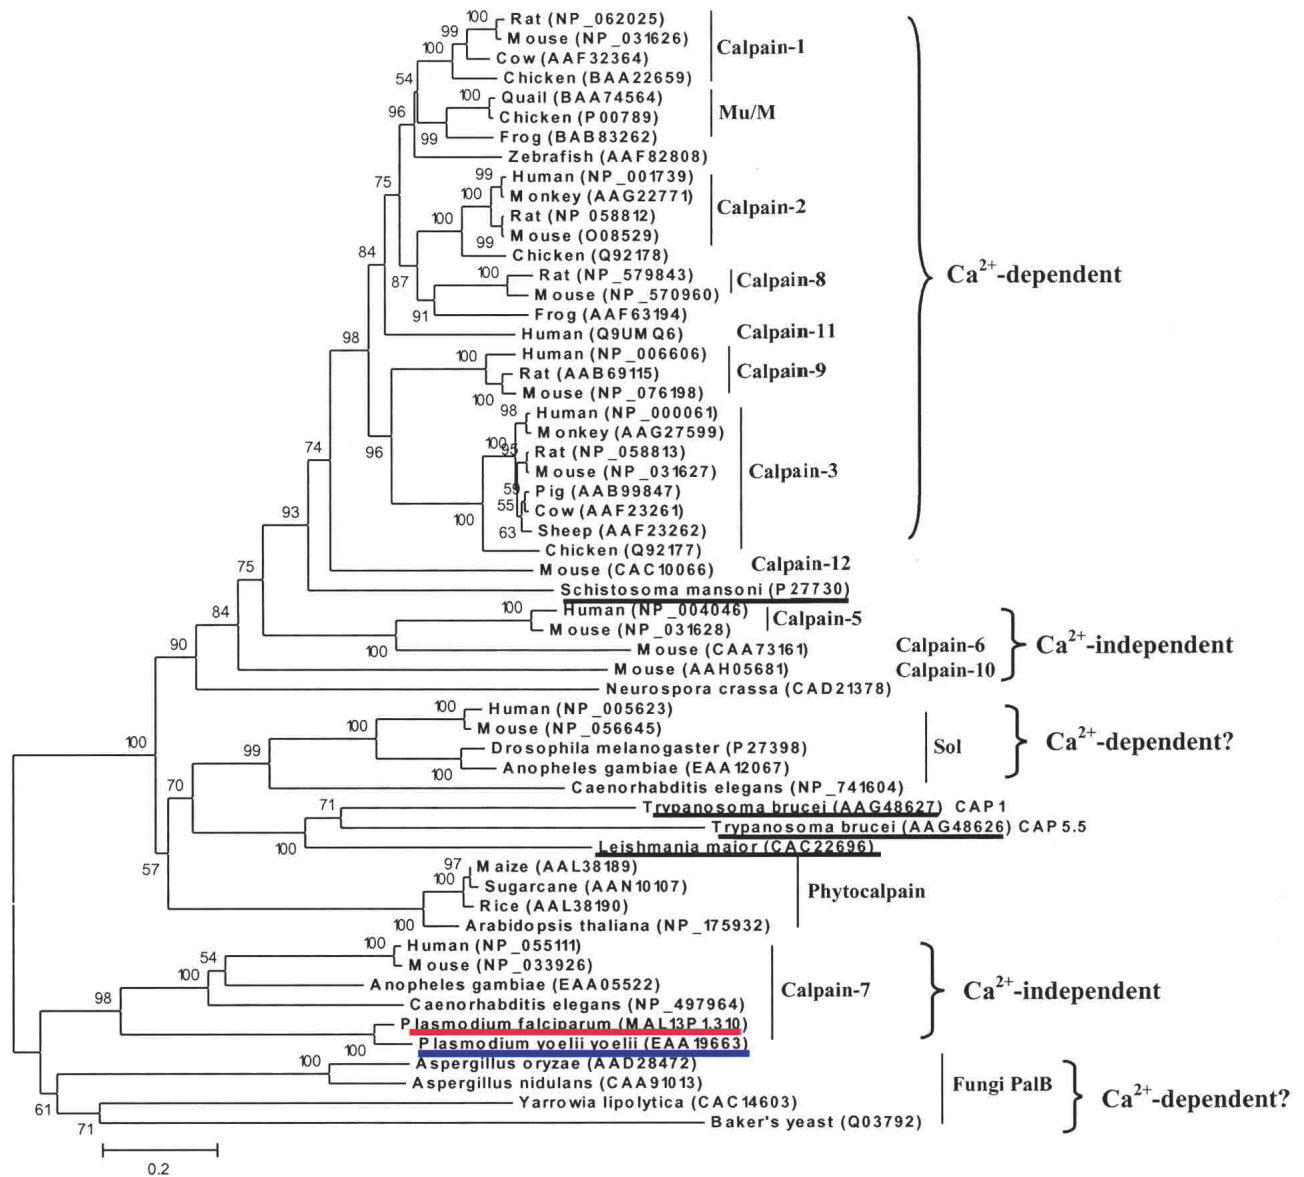 Rat (NP_062025)
Mouse (NP_031626)
Calpain-1
Cow (AAF32364)
Chicken (BAA22659)
Quail (BAA74564)
Chicken (P00789)
Mu/M
Frog (BAB83262)
Zebrafish (AAF82808)
Human (NP_001739)
Monkey (AAG22771)
Calpain-2
Rat (NP 058812)
Mouse (O08529)
Chicken (Q92178)
Rat (NP_579843)
Calpain-8
Mouse (NP_570960)
Frog (AAF63194)
Human (Q9UMQ6) Calpain-11
Ca2+-dependent
Human (NP_006606)
Rat (AAB69115)
Calpain-9
Mouse (NP_076198)
Human (NP_000061)
Monkey (AAG27599)
Rat (NP_058813)
Mouse (NP_031627)
Calpain-3
Pig (AAB99847)
Cow (AAF23261)
Sheep (AAF23262)
Chicken (Q92177)
Mouse (CAC10066) Calpain-12
Schistosoma mansoni (P27730)
Human (NP_004046)
Calpain-5
Mouse (NP_031628)
Mouse (CAA73161) Calpain-6
Mouse (AAH05681) Calpain-10
Ca2+-independent
Neurospora crassa (CAD21378)
Human (NP_005623)
Mouse (NP_056645)
Drosophila melanogaster (P27398)
Sol
Ca2+-dependent?
Anopheles gambiae (EAA12067)
Caenorhabditis elegans (NP_741604)
Trypanosoma brucei (AAG48627) CAP1
Trypanosoma brucei (AAG48626) CAP5.5
Leishmania maior (CAC22696)
Maize (AAL38189)
Sugarcane (AAN10107)
Phytocalpain
Rice (AAL38190)
Arabidopsis thaliana (NP_175932)
Human (NP_055111)
Mouse (NP_033926)
Anopheles gambiae (EAA05522)
Calpain-7
Ca2+-independent
Caenorhabditis elegans (NP_497964)
Plasmodium falciparum (MAL13P1.310)
Plasmodium yoelii yoelii (EAA19663)
Aspergillus oryzae (AAD28472)
Aspergillus nidulans (CAA91013)
Fungi PalB
Ca2+-dependent?
Yarrowia lipolytica (CAC14603)
Baker's yeast (Q03792)
100
99
100
54
100
96
99
99
75
100
100
99
84
87
100
91
98
100
100
98
74
96
100
95
59
55
63
100
93
75
100
84
100
90
100
100
99
100
100
70
71
100
57
97
100
100
100
54
100
98
100
100
61
71
0.2